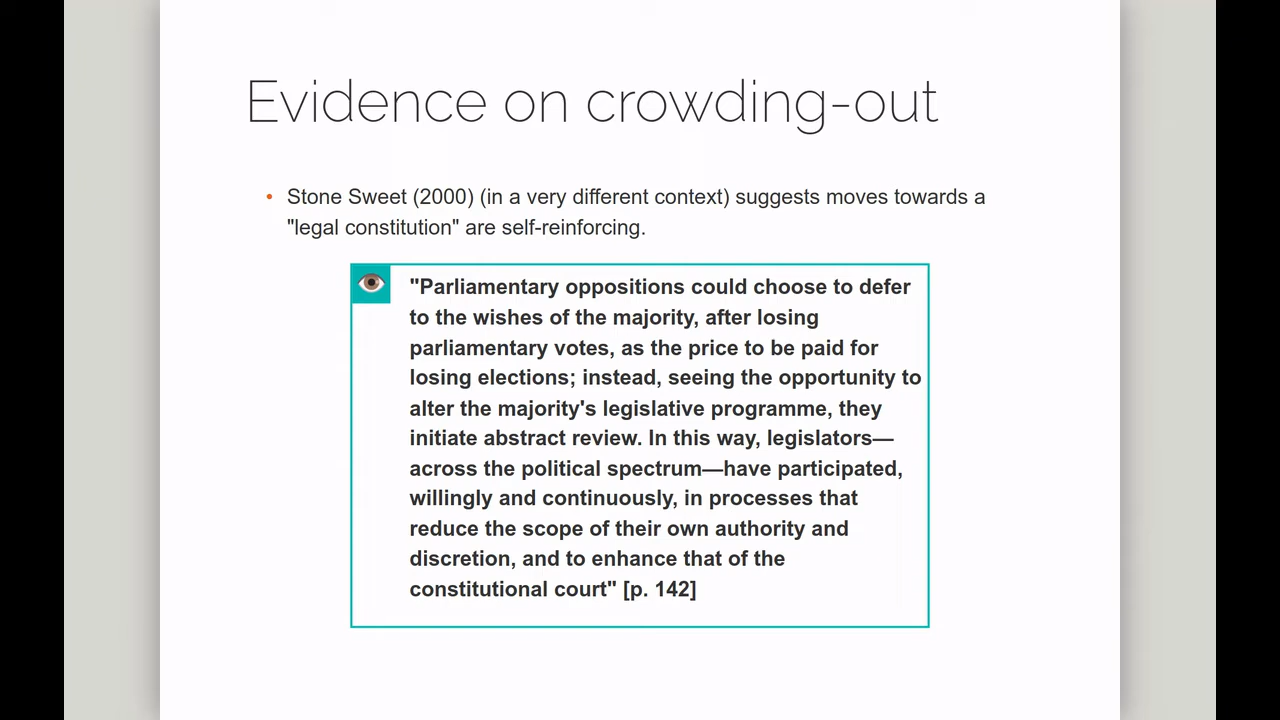 Evidence on crowding-out
• Stone Sweet (2000) (in a very different context) suggests moves towards a
"legal constitution" are self-reinforcing.
"Parliamentary oppositions could choose to defer
to the wishes of the majority, after losing
parliamentary votes, as the price to be paid for
losing elections; instead, seeing the opportunity to
alter the majority's legislative programme, they
initiate abstract review. In this way, legislators—
across the political spectrum—have participated,
willingly and continuously, in processes that
reduce the scope of their own authority and
discretion, and to enhance that of the
constitutional court" [p. 142]